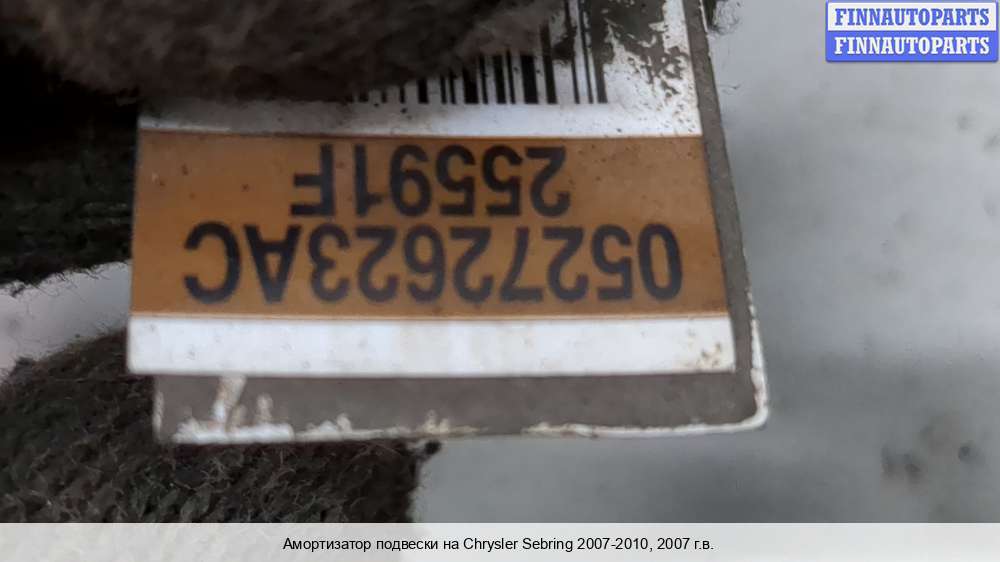 FINNAUTOPARTS
FINNAUTOPARTS
05272623AC
25591F
Амортизатор подвески на Chrysler Sebring 2007-2010, 2007 г.в.